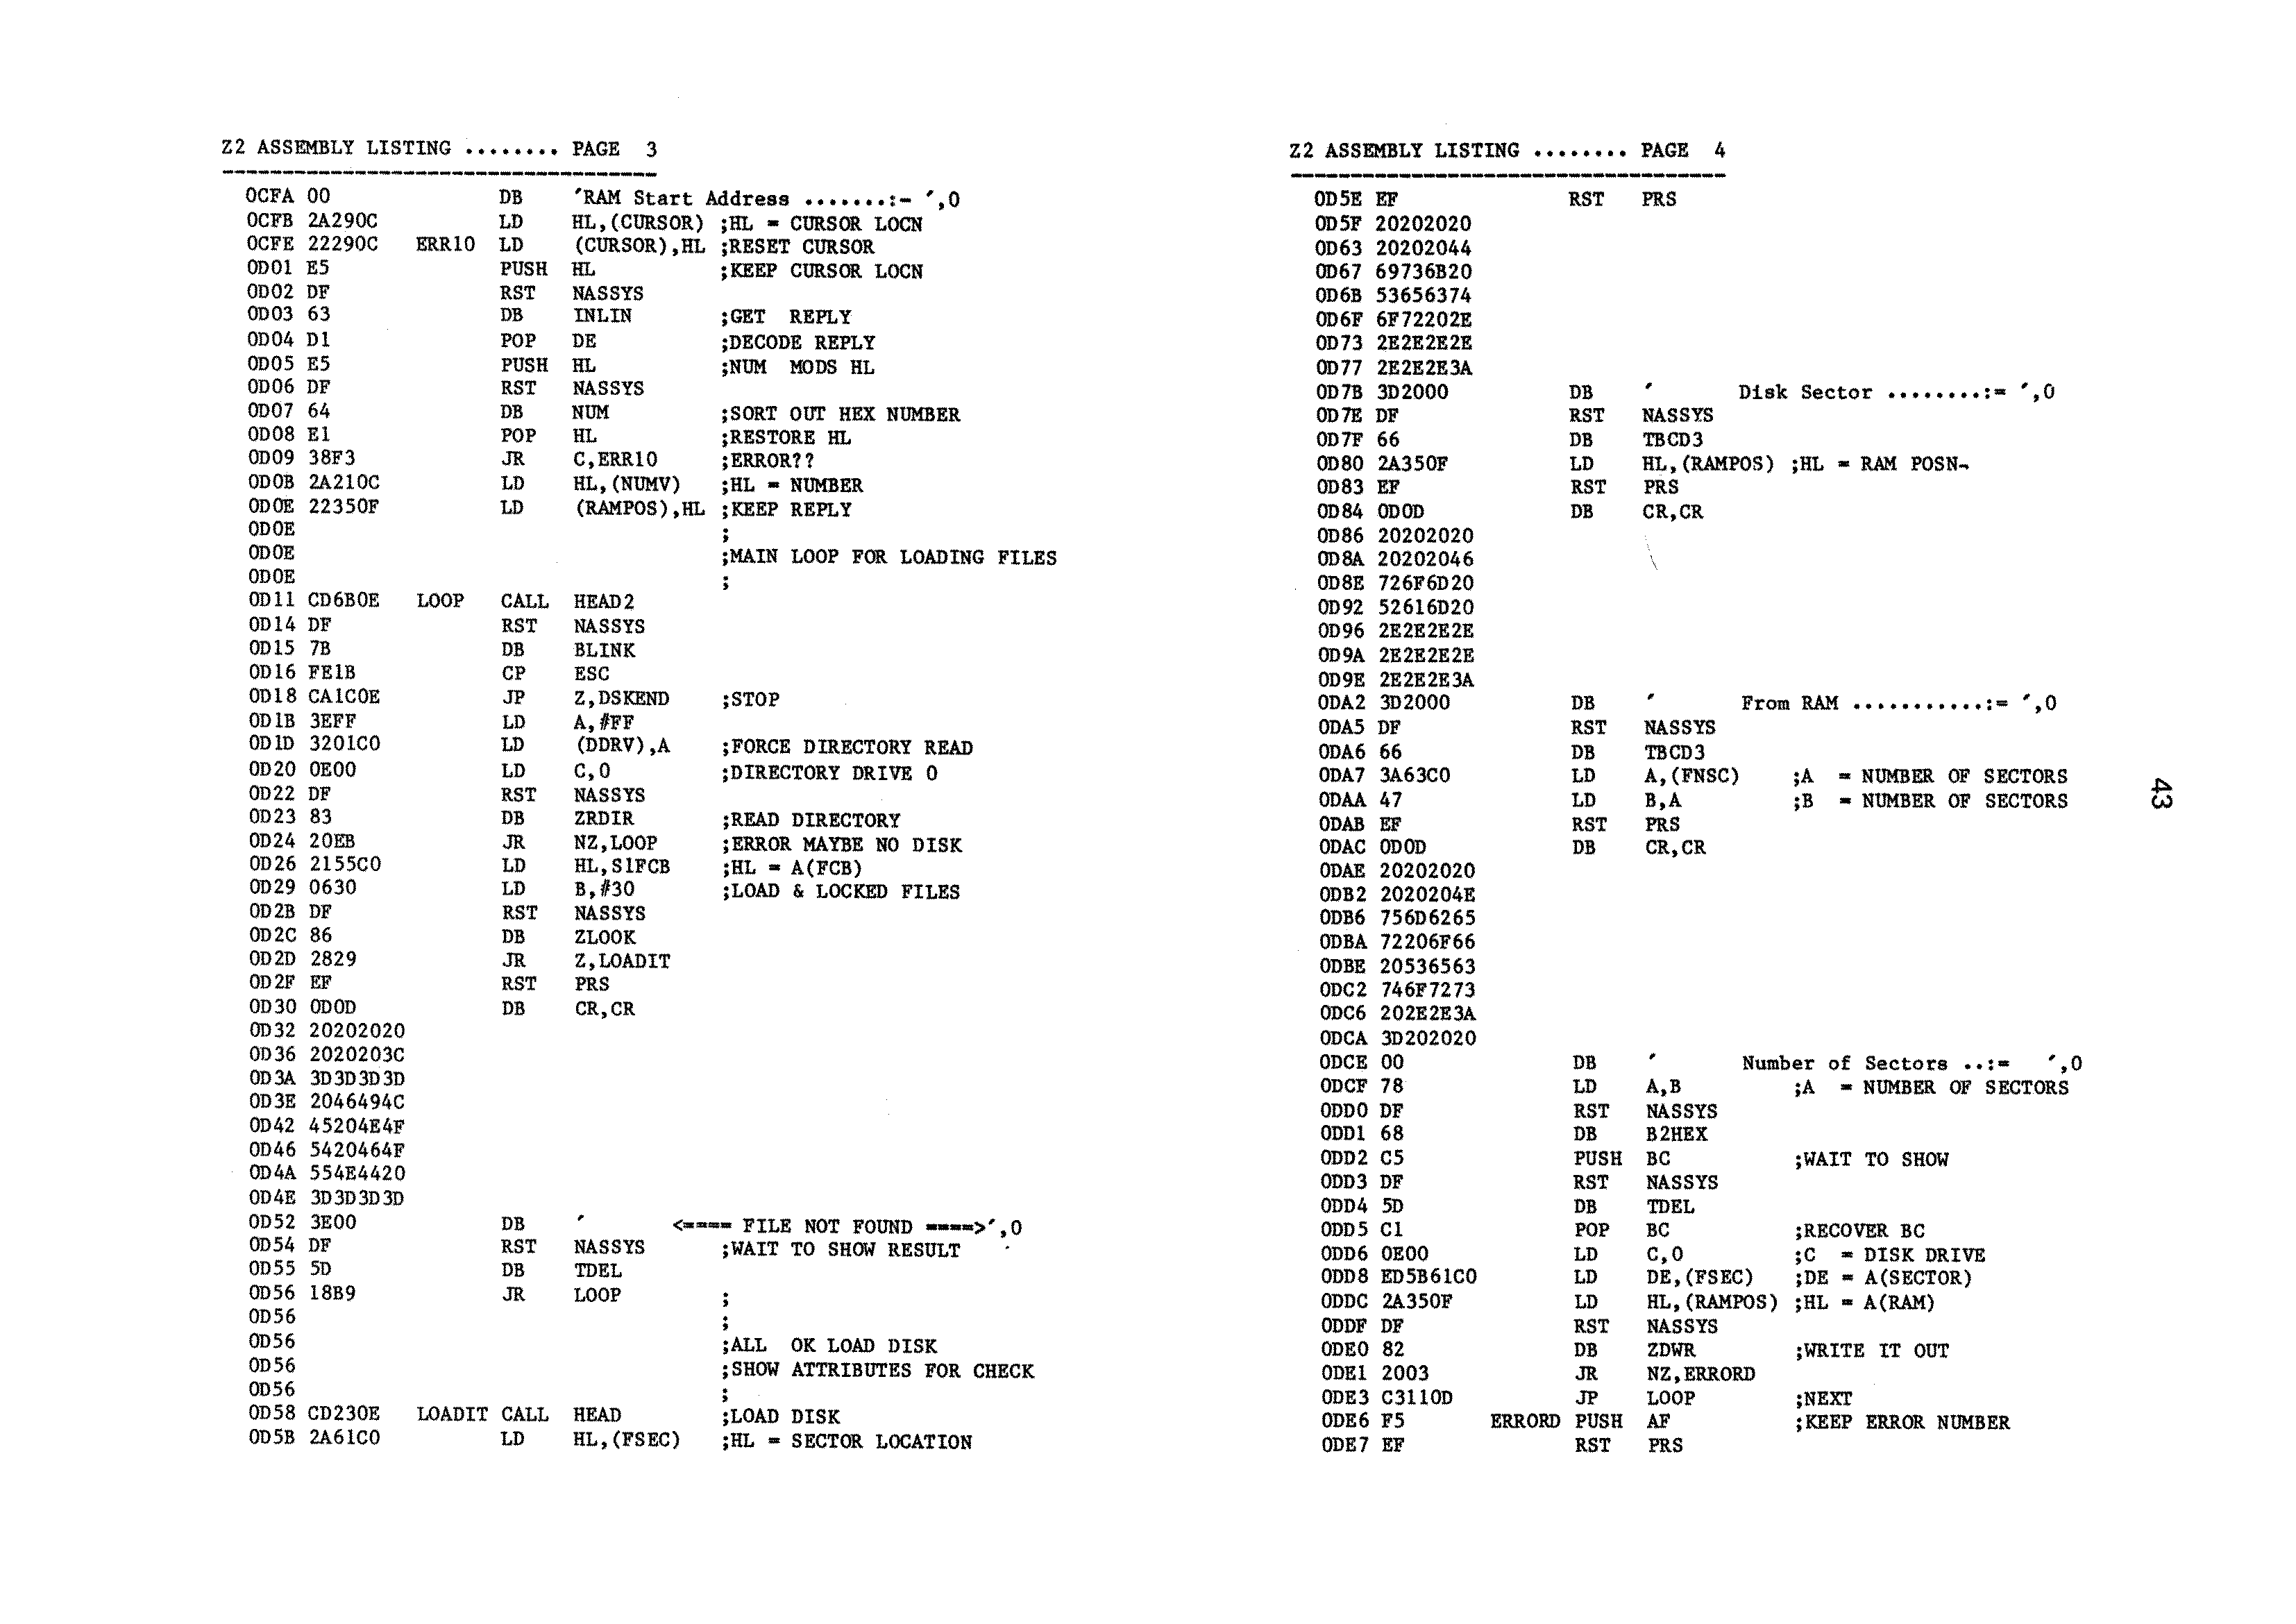 Z2 ASSEMBLY LISTING ........ PAGE 3
0CFA 00 DB 'RAM Start Address .......:- ',0
0CFB 2A290C LD HL,(CURSOR) ;HL = CURSOR LOCN
0CFE 22290C ERR10 LD (CURSOR),HL ;RESET CURSOR
0D01 E5 PUSH HL ;KEEP CURSOR LOCN
0D02 DF RST NASSYS
0D03 63 DB INLIN ;GET REPLY
0D04 D1 POP DE ;DECODE REPLY
0D05 E5 PUSH HL ;NUM MODS HL
0D06 DF RST NASSYS
0D07 64 DB NUM ;SORT OUT HEX NUMBER
0D08 E1 POP HL ;RESTORE HL
0D09 38F3 JR C,ERR10 ;ERROR??
0D0B 2A210C LD HL,(NUMV) ;HL = NUMBER
0D0E 22350F LD (RAMPOS),HL ;KEEP REPLY
0D0E ;
0D0E ;MAIN LOOP FOR LOADING FILES
0D0E ;
0D11 CD6B0E LOOP CALL HEAD2
0D14 DF RST NASSYS
0D15 7B DB BLINK
0D16 FE1B CP ESC
0D18 CA1C0E JP Z,DSKEND ;STOP
0D1B 3EFF LD A,#FF
0D1D 3201C0 LD (DDRV),A ;FORCE DIRECTORY READ
0D20 0E00 LD C,0 ;DIRECTORY DRIVE 0
0D22 DF RST NASSYS
0D23 83 DB ZRDIR ;READ DIRECTORY
0D24 20EB JR NZ,LOOP ;ERROR MAYBE NO DISK
0D26 2155C0 LD HL,S1FCB ;HL = A(FCB)
0D29 0630 LD B,#30 ;LOAD & LOCKED FILES
0D2B DF RST NASSYS
0D2C 86 DB ZLOOK
0D2D 2829 JR Z,LOADIT
0D2F EF RST PRS
0D30 0D0D DB CR,CR
0D32 20202020
0D36 2020203C
0D3A 3D3D3D3D
0D3E 2046494C
0D42 45204E4F
0D46 5420464F
0D4A 554E4420
0D4E 3D3D3D3D
0D52 3E00 DB ' <==== FILE NOT FOUND ====>',0
0D54 DF RST NASSYS ;WAIT TO SHOW RESULT
0D55 5D DB TDEL
0D56 18B9 JR LOOP ;
0D56 ;
0D56 ;ALL OK LOAD DISK
0D56 ;SHOW ATTRIBUTES FOR CHECK
0D56 ;
0D58 CD230E LOADIT CALL HEAD ;LOAD DISK
0D5B 2A61C0 LD HL,(FSEC) ;HL = SECTOR LOCATION
Z2 ASSEMBLY LISTING ........ PAGE 4
0D5E EF RST PRS
0D5F 20202020
0D63 20202044
0D67 69736B20
0D6B 53656374
0D6F 6F72202E
0D73 2E2E2E2E
0D77 2E2E2E3A
0D7B 3D2000 DB ' Disk Sector ........:= ',0
0D7E DF RST NASSYS
0D7F 66 DB TBCD3
0D80 2A350F LD HL,(RAMPOS) ;HL = RAM POSN
0D83 EF RST PRS
0D84 0D0D DB CR,CR
0D86 20202020
0D8A 20202046
0D8E 726F6D20
0D92 52616D20
0D96 2E2E2E2E
0D9A 2E2E2E2E
0D9E 2E2E2E3A
0DA2 3D2000 DB ' From RAM ...........:= ',0
0DA5 DF RST NASSYS
0DA6 66 DB TBCD3
0DA7 3A63C0 LD A,(FNSC) ;A = NUMBER OF SECTORS
0DAA 47 LD B,A ;B = NUMBER OF SECTORS
0DAB EF RST PRS
0DAC 0D0D DB CR,CR
0DAE 20202020
0DB2 2020204E
0DB6 756D6265
0DBA 72206F66
0DBE 20536563
0DC2 746F7273
0DC6 202E2E3A
0DCA 3D202020
0DCE 00 DB ' Number of Sectors ..:= ',0
0DCF 78 LD A,B ;A = NUMBER OF SECTORS
0DD0 DF RST NASSYS
0DD1 68 DB B2HEX
0DD2 C5 PUSH BC ;WAIT TO SHOW
0DD3 DF RST NASSYS
0DD4 5D DB TDEL
0DD5 C1 POP BC ;RECOVER BC
0DD6 0E00 LD C,0 ;C = DISK DRIVE
0DD8 ED5B61C0 LD DE,(FSEC) ;DE = A(SECTOR)
0DDC 2A350F LD HL,(RAMPOS) ;HL = A(RAM)
0DDF DF RST NASSYS
0DE0 82 DB ZDWR ;WRITE IT OUT
0DE1 2003 JR NZ,ERRORD
0DE3 C3110D JP LOOP ;NEXT
0DE6 F5 ERRORD PUSH AF ;KEEP ERROR NUMBER
0DE7 EF RST PRS
43